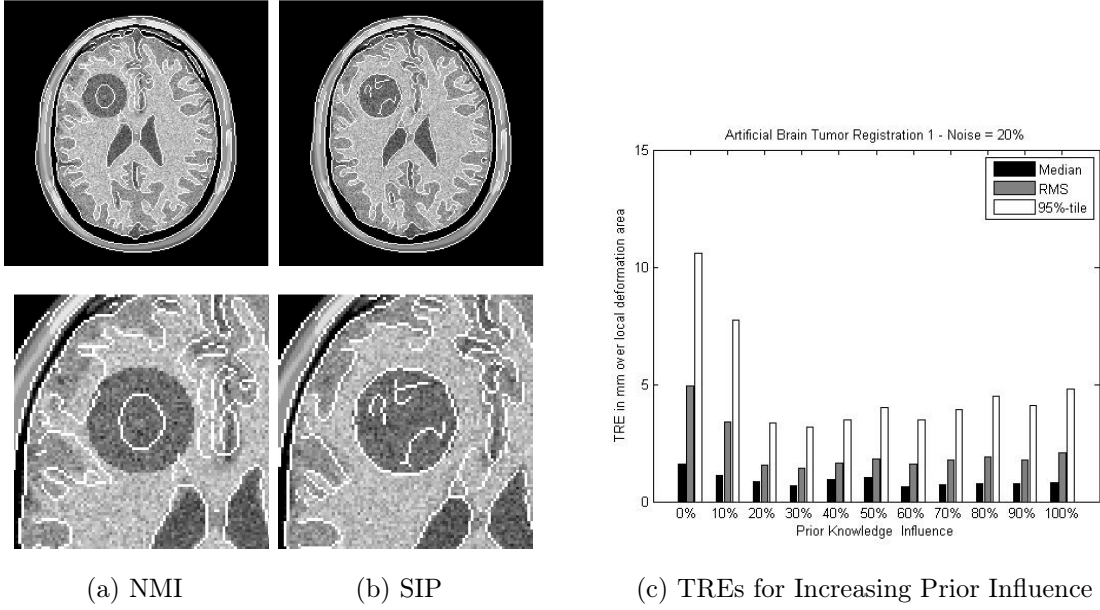 Artificial Brain Tumor Registration 1 - Noise = 20%
15
10
5
0
TRE in mm over local deformation area
Median
RMS
95%-tile
0% 10% 20% 30% 40% 50% 60% 70% 80% 90% 100%
Prior Knowledge Influence
(a) NMI
(b) SIP
(c) TREs for Increasing Prior Influence